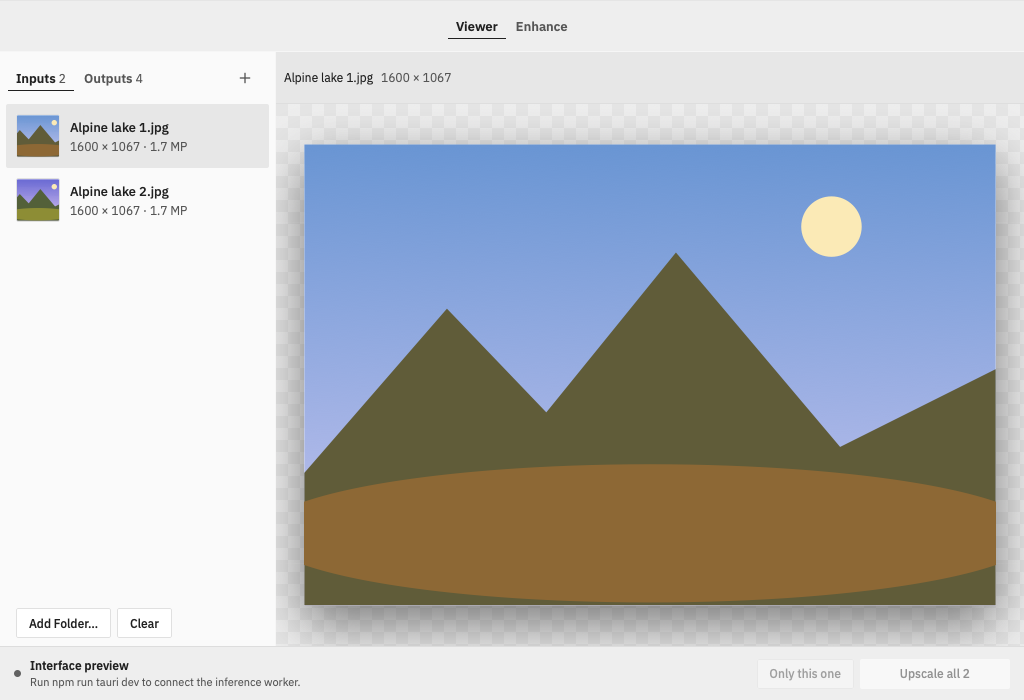 Viewer Enhance
Inputs 2 Outputs 4 +
Alpine lake 1.jpg 1600 × 1067
Alpine lake 1.jpg
1600 × 1067 · 1.7 MP
Alpine lake 2.jpg
1600 × 1067 · 1.7 MP
Add Folder... Clear
Interface preview
Run npm run tauri dev to connect the inference worker.
Only this one Upscale all 2